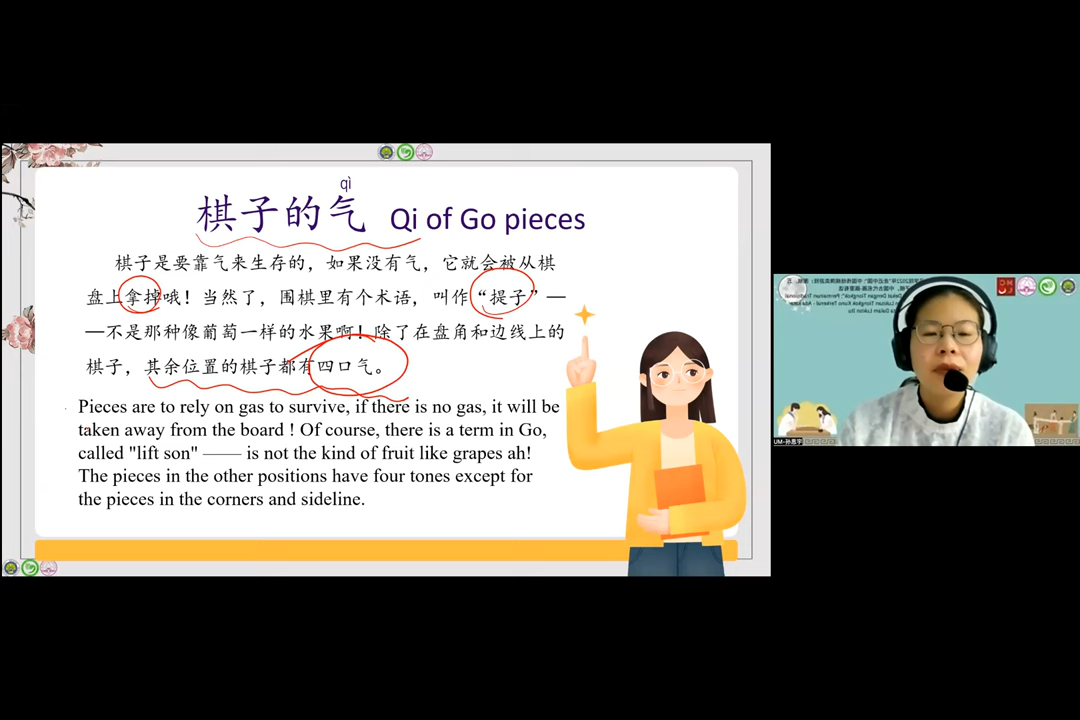 qì
棋子的气 Qi of Go pieces
棋子是要靠气来生存的，如果没有气，它就会被从棋
盘上拿掉哦！当然了，围棋里有个术语，叫作“提子”—
—不是那种像葡萄一样的水果啊！除了在盘角和边线上的
棋子，其余位置的棋子都有四口气。
Pieces are to rely on gas to survive, if there is no gas, it will be
taken away from the board ! Of course, there is a term in Go,
called "lift son" —— is not the kind of fruit like grapes ah!
The pieces in the other positions have four tones except for
the pieces in the corners and sideline.